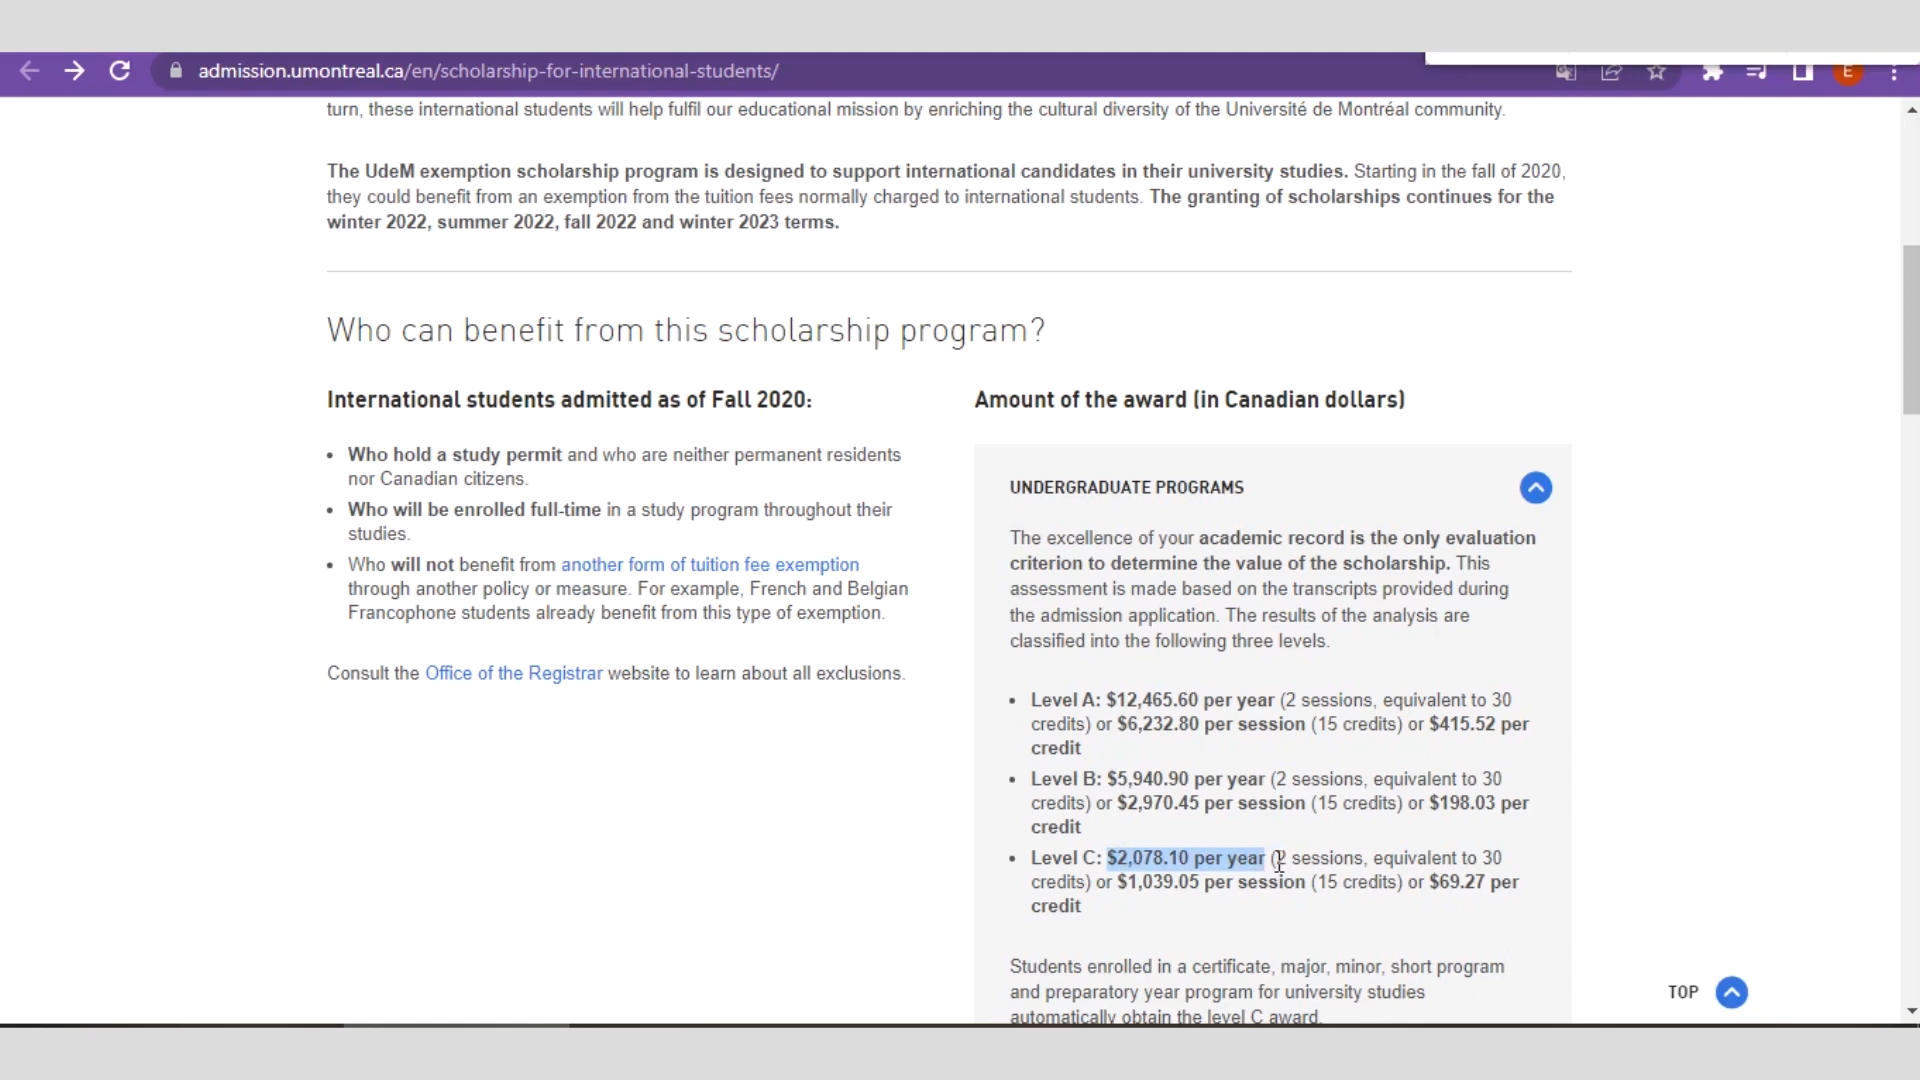 admission.umontreal.ca/en/scholarship-for-international-students/
E
turn, these international students will help fulfil our educational mission by enriching the cultural diversity of the Université de Montréal community.
The UdeM exemption scholarship program is designed to support international candidates in their university studies. Starting in the fall of 2020,
they could benefit from an exemption from the tuition fees normally charged to international students. The granting of scholarships continues for the
winter 2022, summer 2022, fall 2022 and winter 2023 terms.
Who can benefit from this scholarship program?
International students admitted as of Fall 2020:
Who hold a study permit and who are neither permanent residents
nor Canadian citizens.
Who will be enrolled full-time in a study program throughout their
studies.
Who will not benefit from another form of tuition fee exemption
through another policy or measure. For example, French and Belgian
Francophone students already benefit from this type of exemption.
Consult the Office of the Registrar website to learn about all exclusions.
Amount of the award (in Canadian dollars)
UNDERGRADUATE PROGRAMS
The excellence of your academic record is the only evaluation
criterion to determine the value of the scholarship. This
assessment is made based on the transcripts provided during
the admission application. The results of the analysis are
classified into the following three levels.
Level A: $12,465.60 per year (2 sessions, equivalent to 30
credits) or $6,232.80 per session (15 credits) or $415.52 per
credit
Level B: $5,940.90 per year (2 sessions, equivalent to 30
credits) or $2,970.45 per session (15 credits) or $198.03 per
credit
Level C: $2,078.10 per year (2 sessions, equivalent to 30
credits) or $1,039.05 per session (15 credits) or $69.27 per
credit
Students enrolled in a certificate, major, minor, short program
and preparatory year program for university studies
automatically obtain the level C award.
TOP